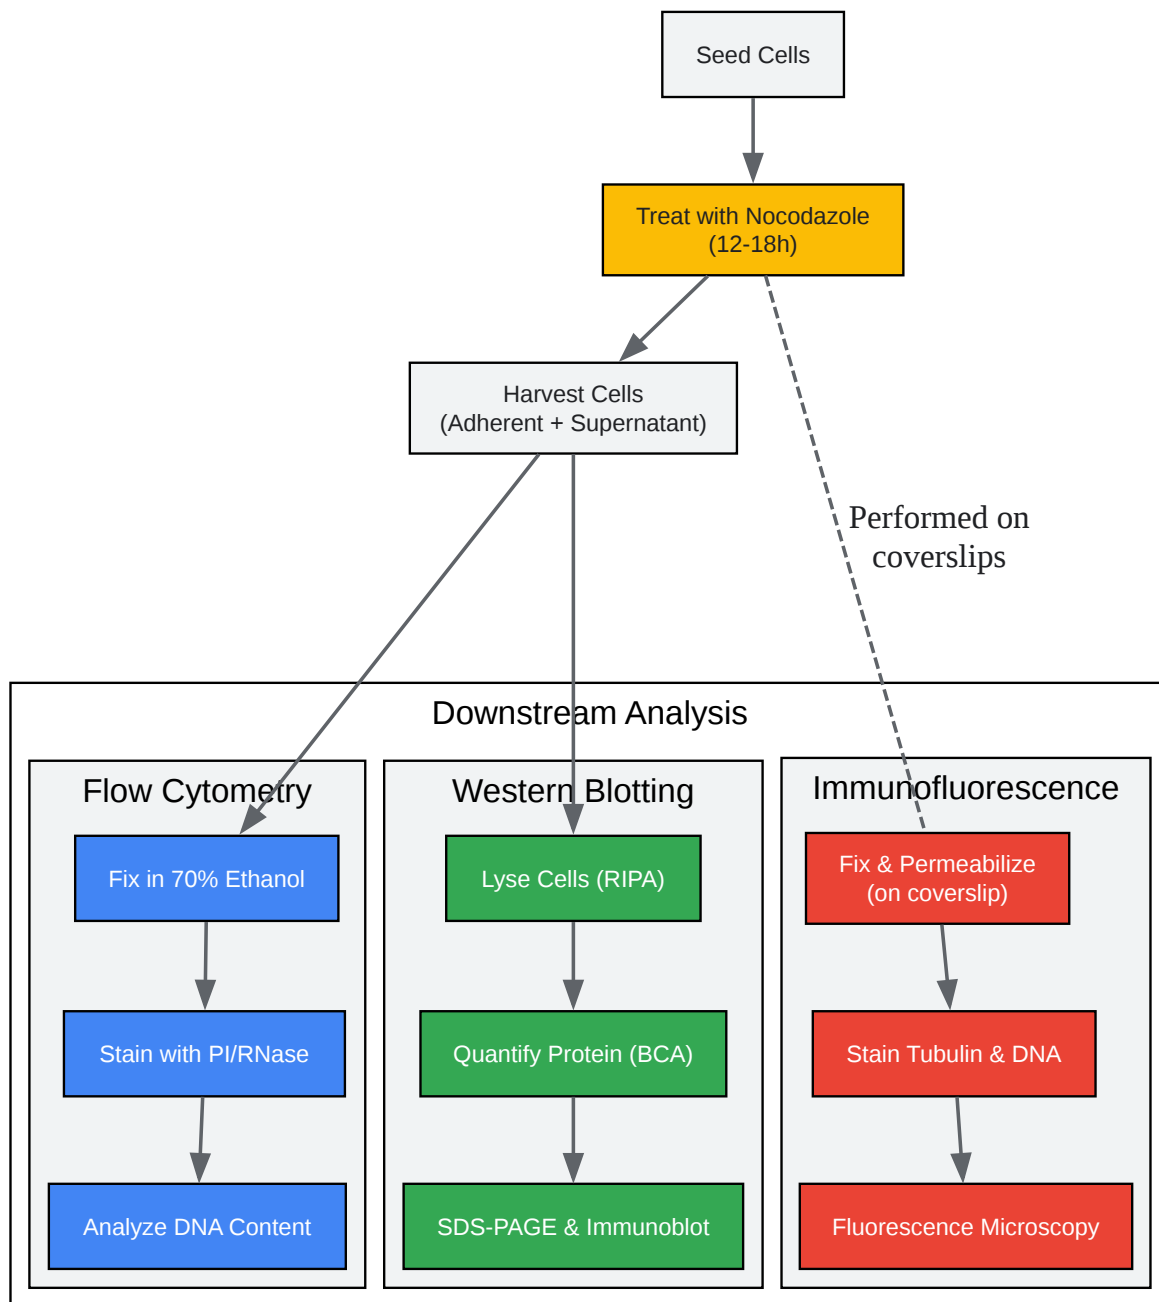 Seed Cells
Treat with Nocodazole
(12-18h)
Harvest Cells
(Adherent + Supernatant)
Performed on
coverslips
Downstream Analysis
Flow Cytometry
Fix in 70% Ethanol
Stain with PI/RNase
Analyze DNA Content
Western Blotting
Lyse Cells (RIPA)
Quantify Protein (BCA)
SDS-PAGE & Immunoblot
Immunofluorescence
Fix & Permeabilize
(on coverslip)
Stain Tubulin & DNA
Fluorescence Microscopy